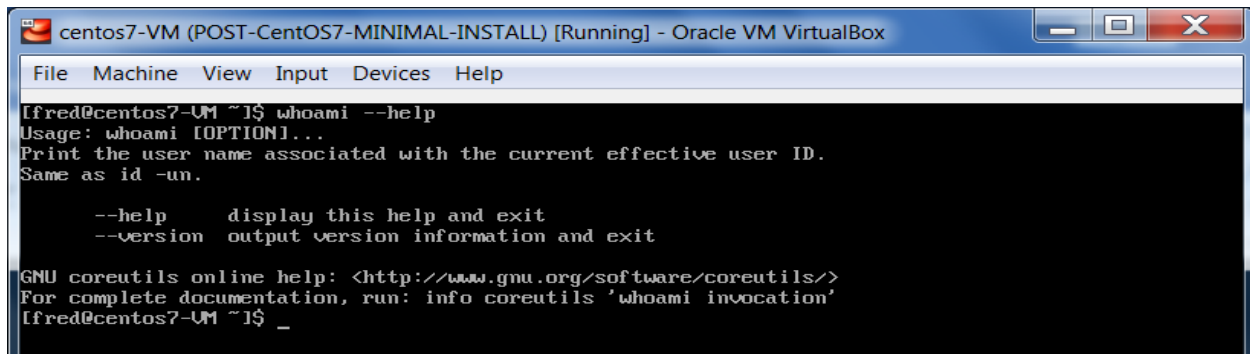 centos7-VM (POST-CentOS7-MINIMAL-INSTALL) [Running] - Oracle VM VirtualBox
File Machine View Input Devices Help
[fred@centos7-VM ~]$ whoami --help
Usage: whoami [OPTION]...
Print the user name associated with the current effective user ID.
Same as id -un.
--help display this help and exit
--version output version information and exit
GNU coreutils online help: <http://www.gnu.org/software/coreutils/>
For complete documentation, run: info coreutils 'whoami invocation'
[fred@centos7-VM ~]$ _